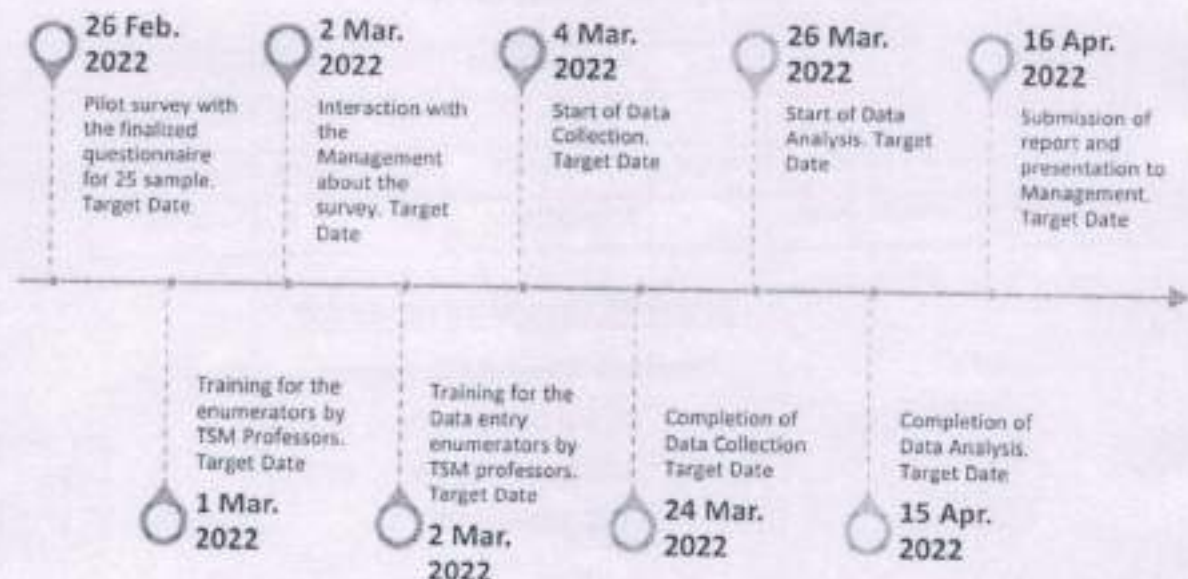 26 Feb.
2022
Pilot survey with
the finalized
questionnaire
for 25 sample.
Target Date
2 Mar.
2022
Interaction with
the
Management
about the
survey. Target
Date
4 Mar.
2022
Start of Data
Collection.
Target Date
26 Mar.
2022
Start of Data
Analysis. Target
Date
16 Apr.
2022
Submission of
report and
presentation to
Management.
Target Date
Training for the
enumerators by
TSM Professors.
Target Date
1 Mar.
2022
Training for the
Data entry
enumerators by
TSM professors.
Target Date
2 Mar.
2022
Completion of
Data Collection
Target Date
24 Mar.
2022
Completion of
Data Analysis.
Target Date
15 Apr.
2022